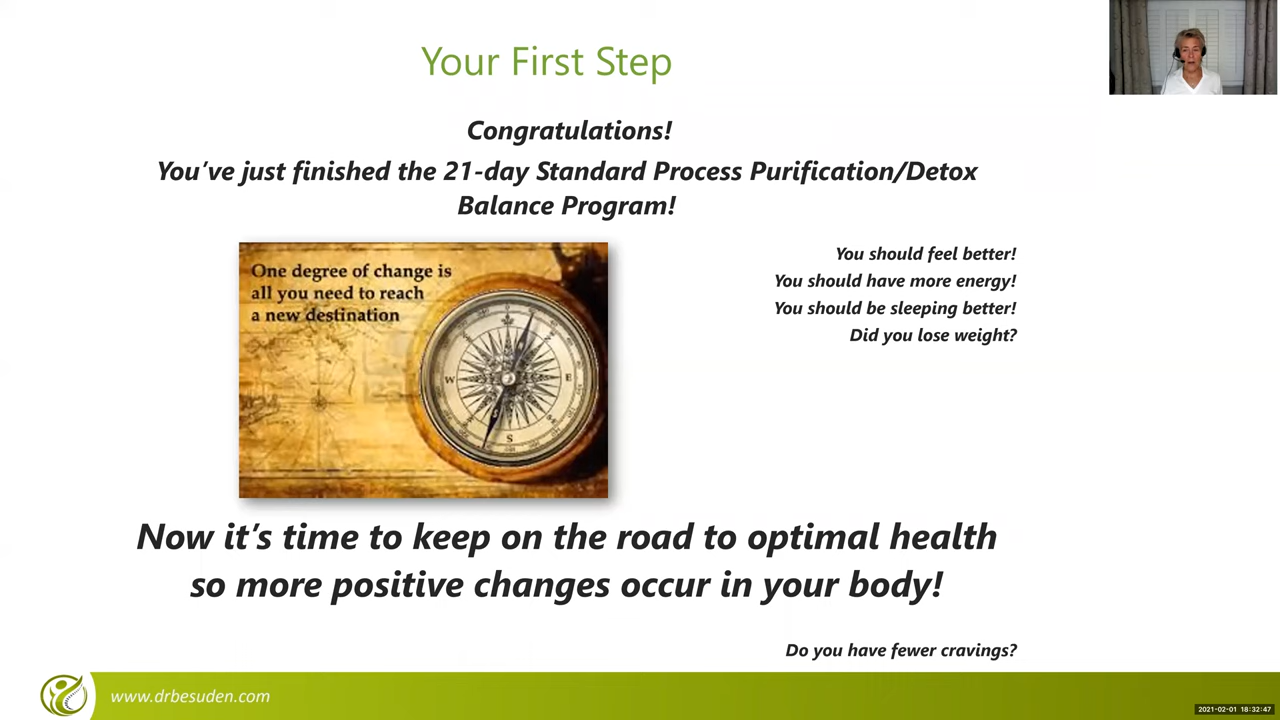 Your First Step
Congratulations!
You've just finished the 21-day Standard Process Purification/Detox
Balance Program!
One degree of change is
all you need to reach
a new destination
W
E
S
You should feel better!
You should have more energy!
You should be sleeping better!
Did you lose weight?
Now it's time to keep on the road to optimal health
so more positive changes occur in your body!
Do you have fewer cravings?
www.drbesuden.com
2021-02-01 18:32:47